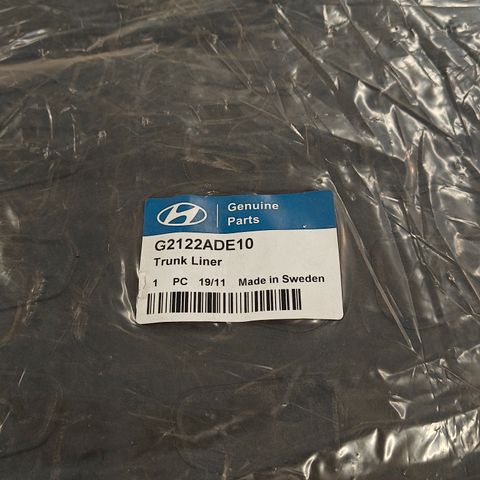 Genuine
Parts
G2122ADE10
Trunk Liner
1 PC 19/11 Made in Sweden